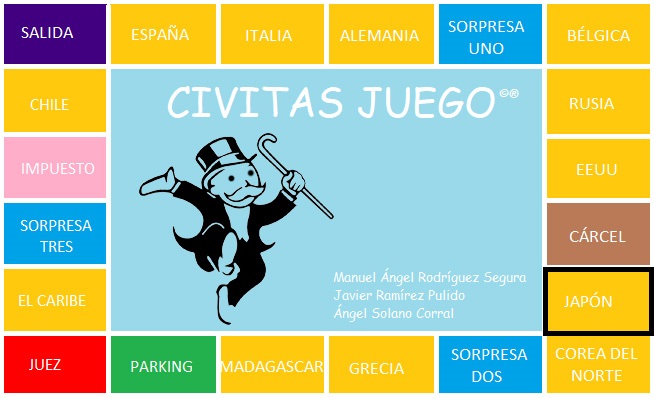 SALIDA
ESPAÑA
ITALIA
ALEMANIA
SORPRESA
UNO
BÉLGICA
CHILE
CIVITAS JUEGO ©®
RUSIA
IMPUESTO
EEUU
SORPRESA
TRES
CÁRCEL
Manuel Ángel Rodríguez Segura
Javier Ramírez Pulido
Ángel Solano Corral
EL CARIBE
JAPÓN
JUEZ
PARKING
MADAGASCAR
GRECIA
SORPRESA
DOS
COREA DEL
NORTE